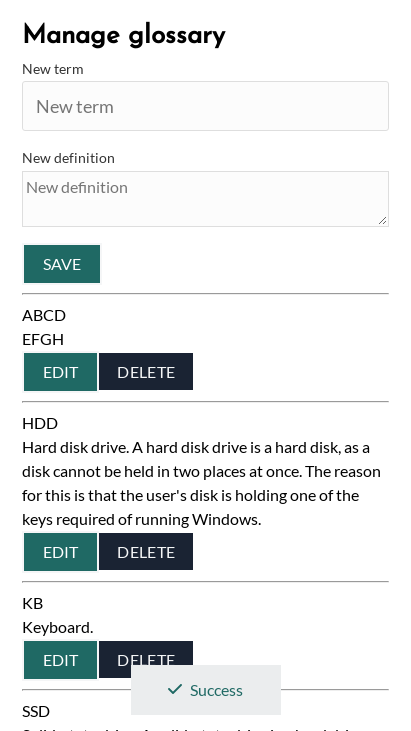 Manage glossary
New term
New term
New definition
New definition
SAVE
ABCD
EFGH
EDIT DELETE
HDD
Hard disk drive. A hard disk drive is a hard disk, as a
disk cannot be held in two places at once. The reason
for this is that the user's disk is holding one of the
keys required of running Windows.
EDIT DELETE
KB
Keyboard.
EDIT DELETE
Success
SSD